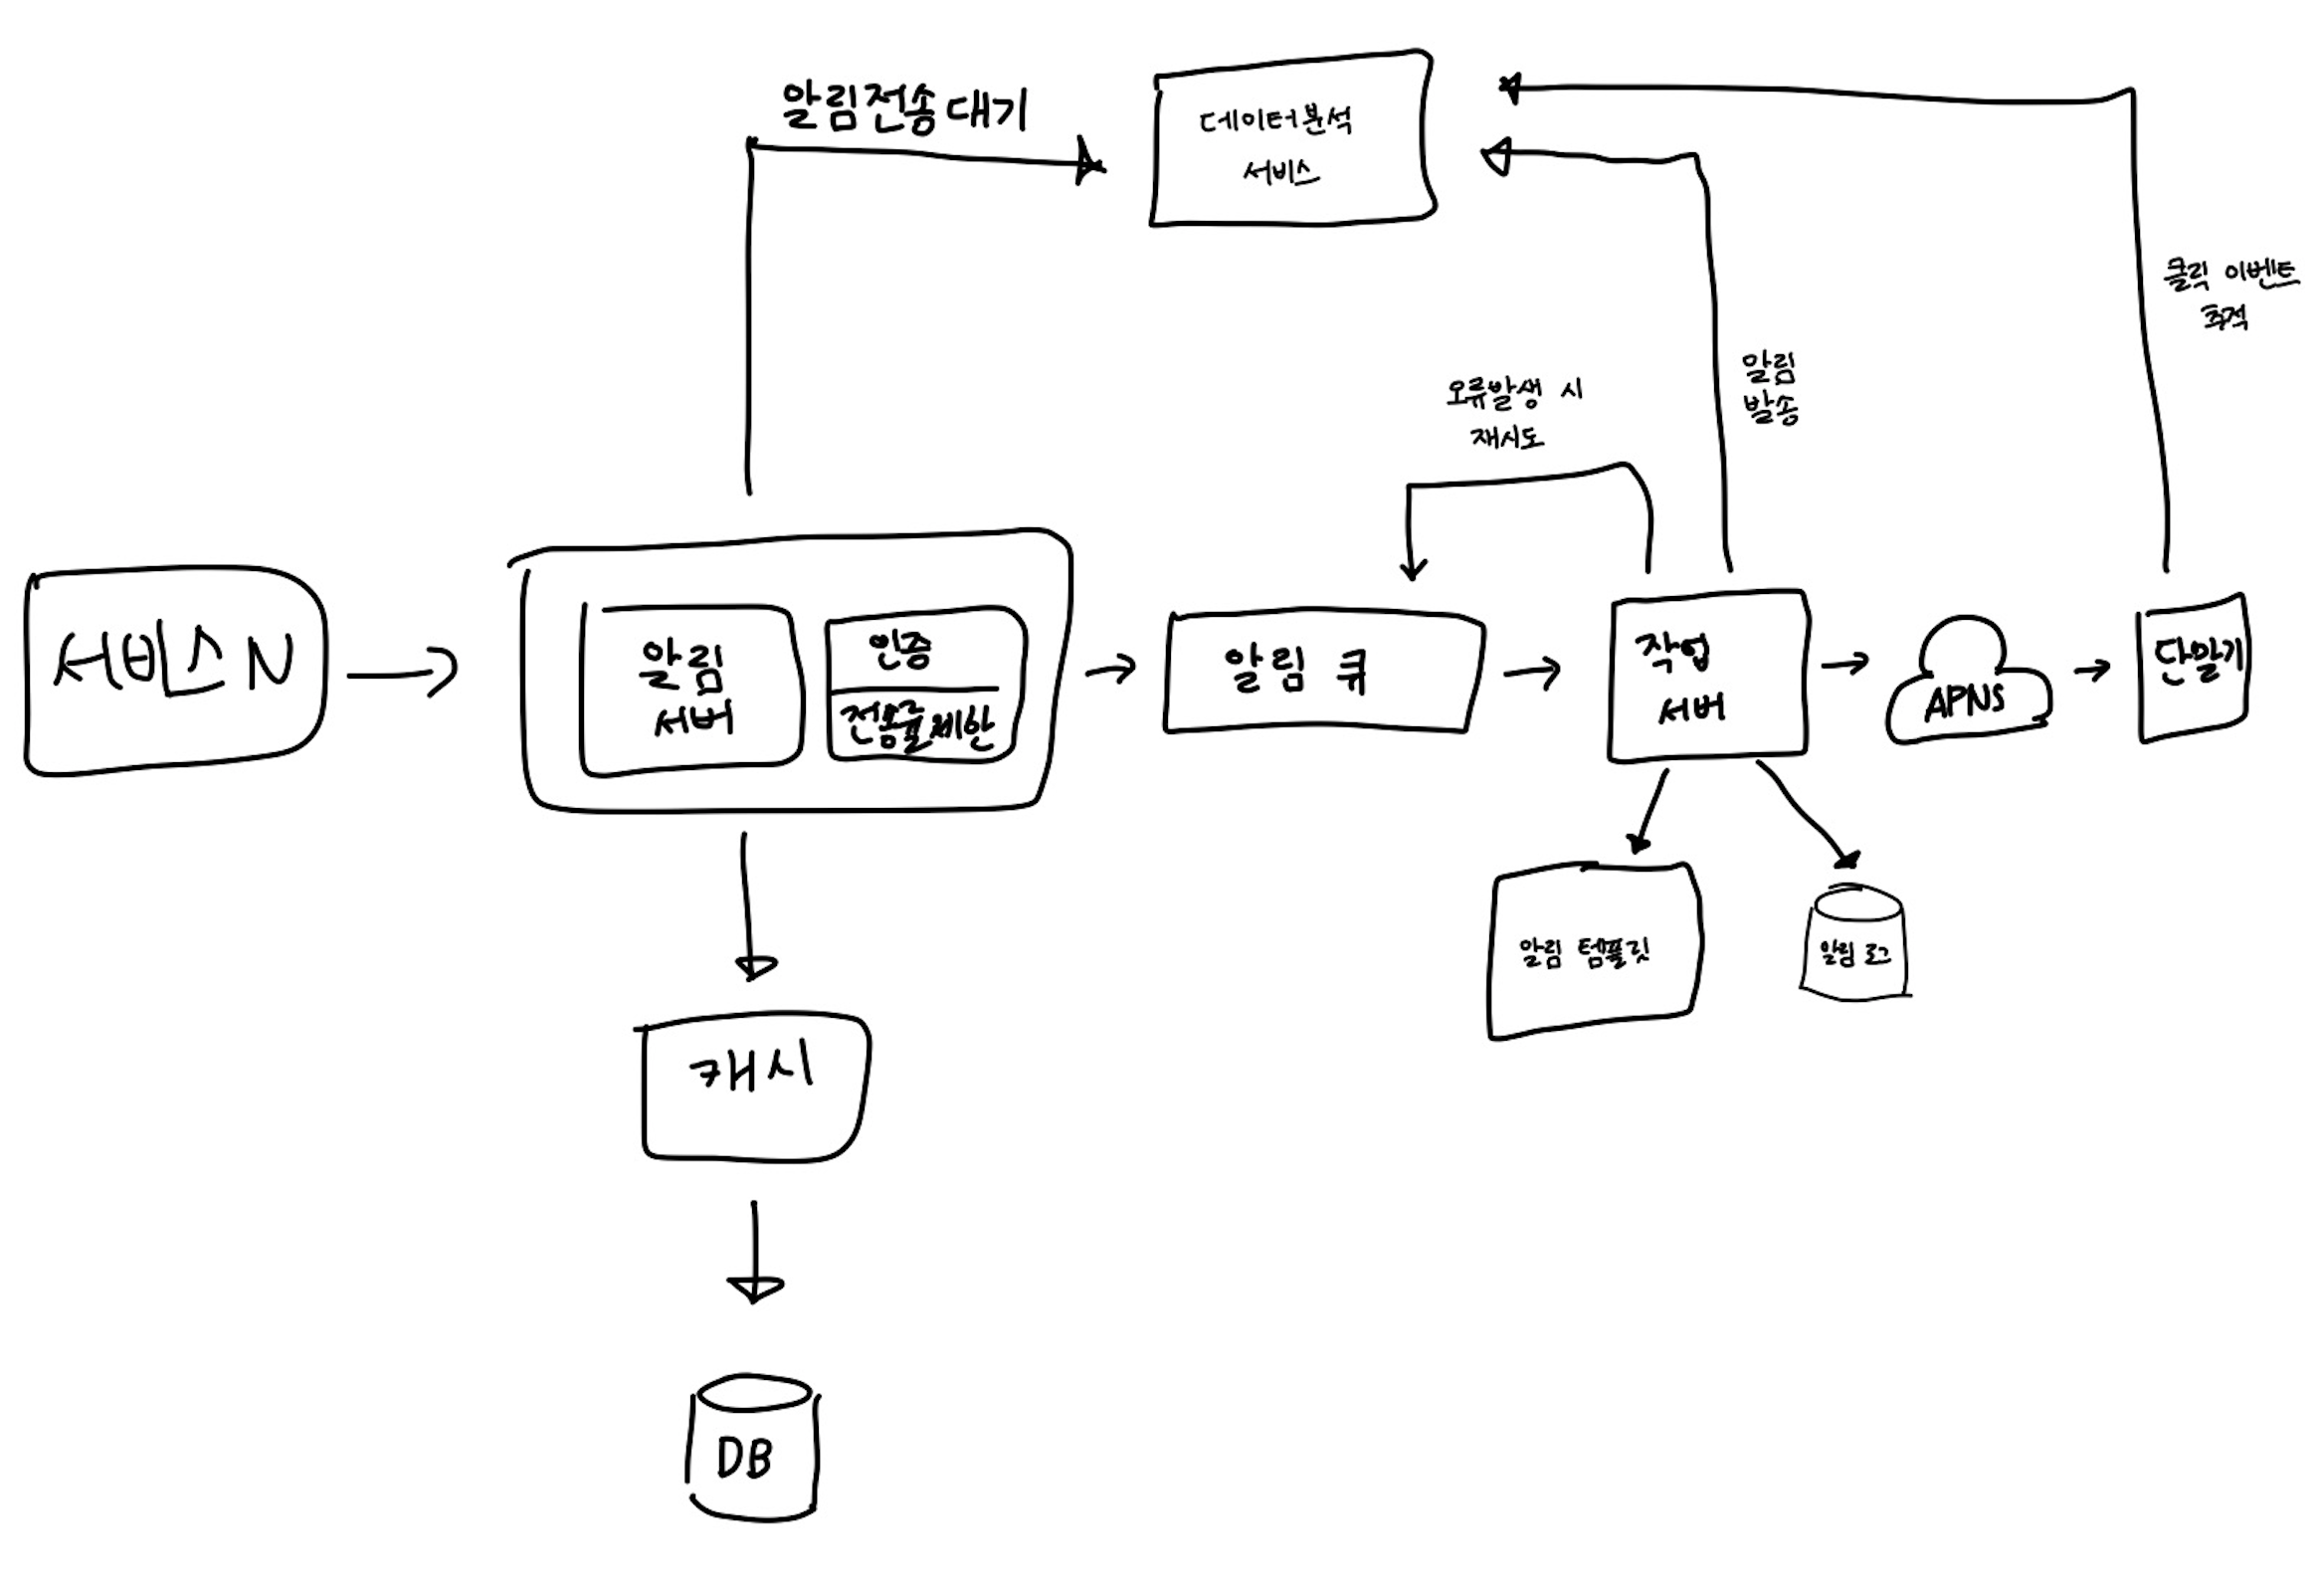 알림전송대기
데이터분석
서비스
클릭 이벤트
추적
알림
발송
오류발생 시
재시도
서비스 N
알림
서버
인증
전송률제한
알림 큐
작업
서버
APNS
단말기
알림 템플릿
알림 로그
캐시
DB